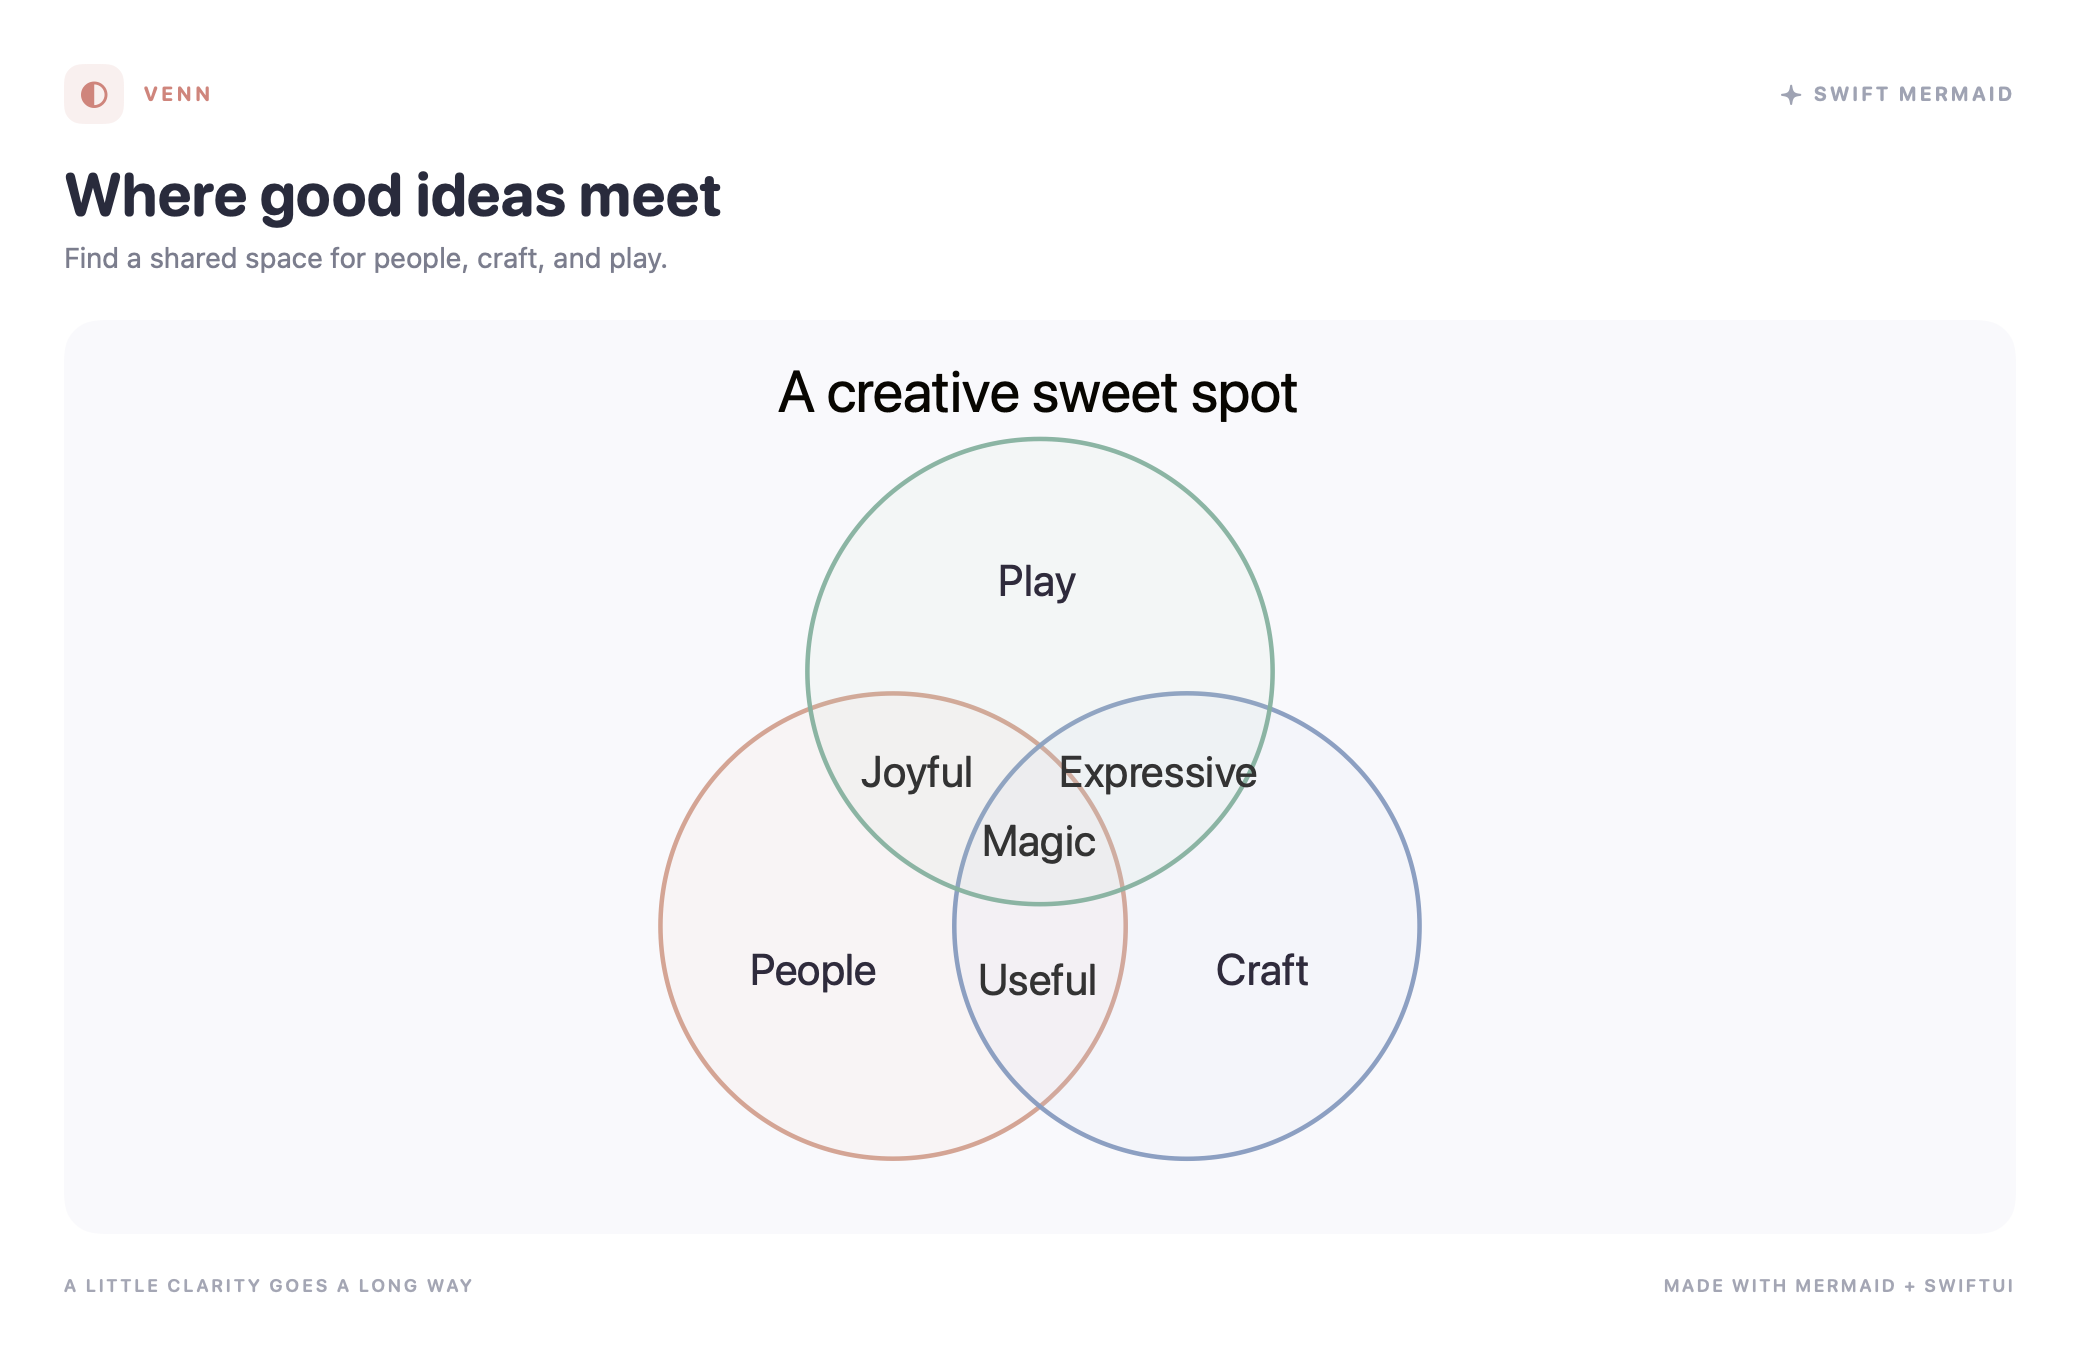 VENN
SWIFT MERMAID
Where good ideas meet
Find a shared space for people, craft, and play.
A creative sweet spot
Play
Joyful
Expressive
Magic
People
Useful
Craft
A LITTLE CLARITY GOES A LONG WAY
MADE WITH MERMAID + SWIFTUI